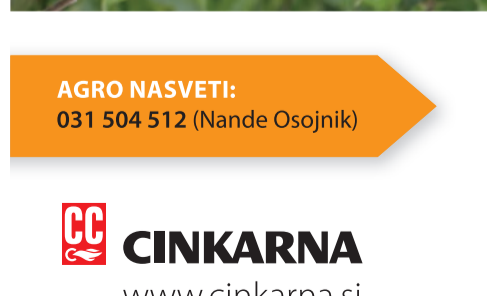 AGRO NASVETI:
031 504 512 (Nande Osojnik)
CC
CINKARNA
www.cinkarna.si